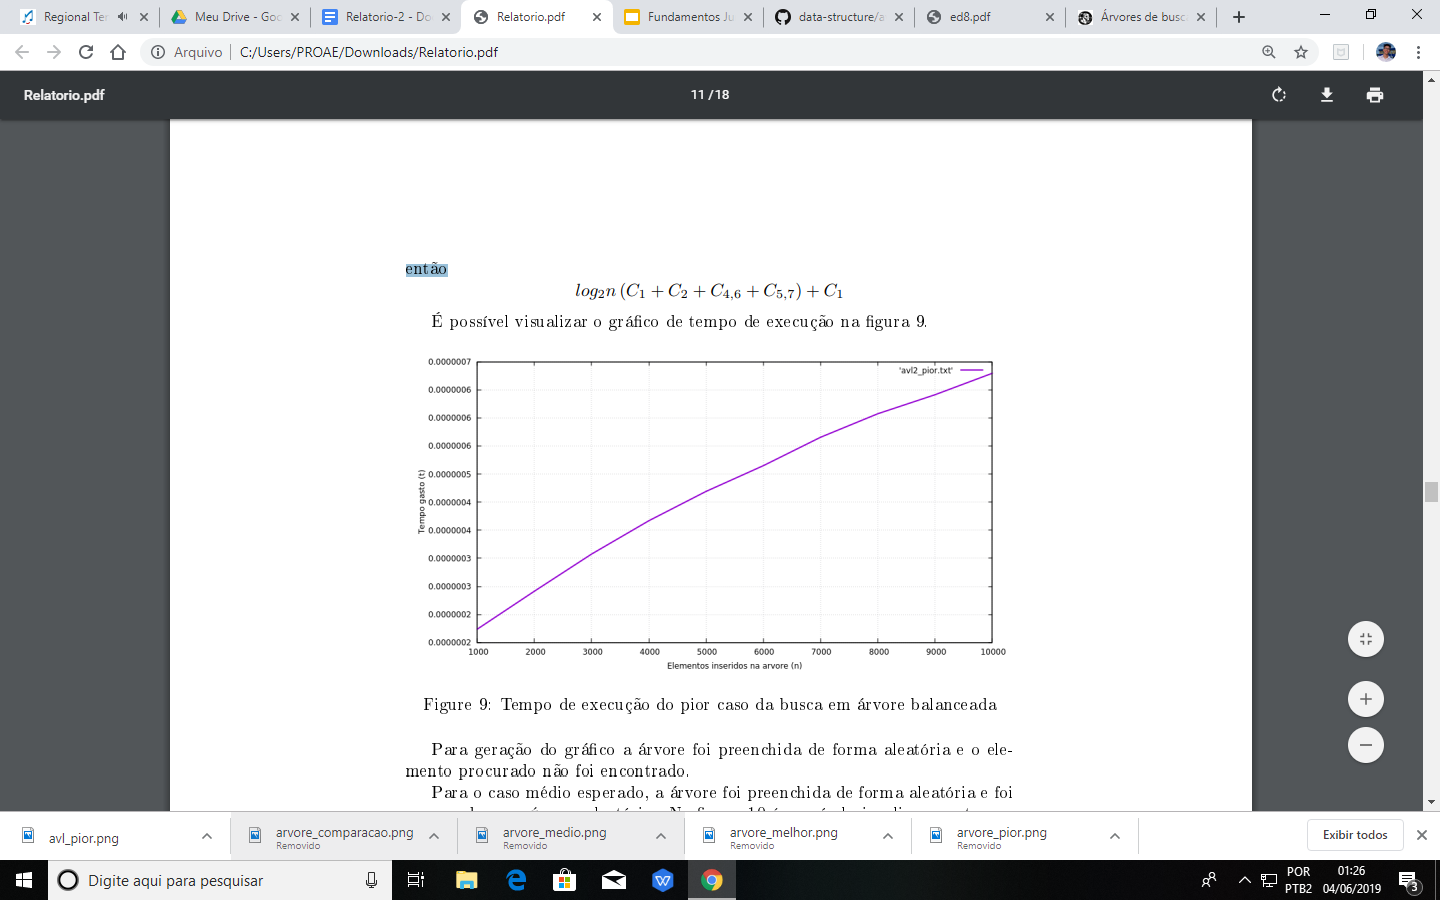 Regional Ter
Meu Drive - Goo
Relatorio-2 - Do
Relatorio.pdf
Fundamentos Ju
data-structure/a
ed8.pdf
Árvores de busc
Arquivo
C:/Users/PROAE/Downloads/Relatorio.pdf
Relatorio.pdf
11 / 18
então
log₂n (C₁ + C₂ + C₄,₆ + C₅,₇) + C₁
É possível visualizar o gráfico de tempo de execução na figura 9.
0.0000007
0.0000006
0.0000006
0.0000006
0.0000005
0.0000004
0.0000004
0.0000003
0.0000003
0.0000002
0.0000002
Tempo gasto (t)
'avl2_pior.txt'
1000 2000 3000 4000 5000 6000 7000 8000 9000 10000
Elementos inseridos na arvore (n)
Figure 9: Tempo de execução do pior caso da busca em árvore balanceada
Para geração do gráfico a árvore foi preenchida de forma aleatória e o ele-
mento procurado não foi encontrado.
Para o caso médio esperado, a árvore foi preenchida de forma aleatória e foi
avl_pior.png
arvore_comparacao.png
Removido
arvore_medio.png
Removido
arvore_melhor.png
Removido
arvore_pior.png
Removido
Exibir todos
Digite aqui para pesquisar
POR
PTB2
01:26
04/06/2019
3